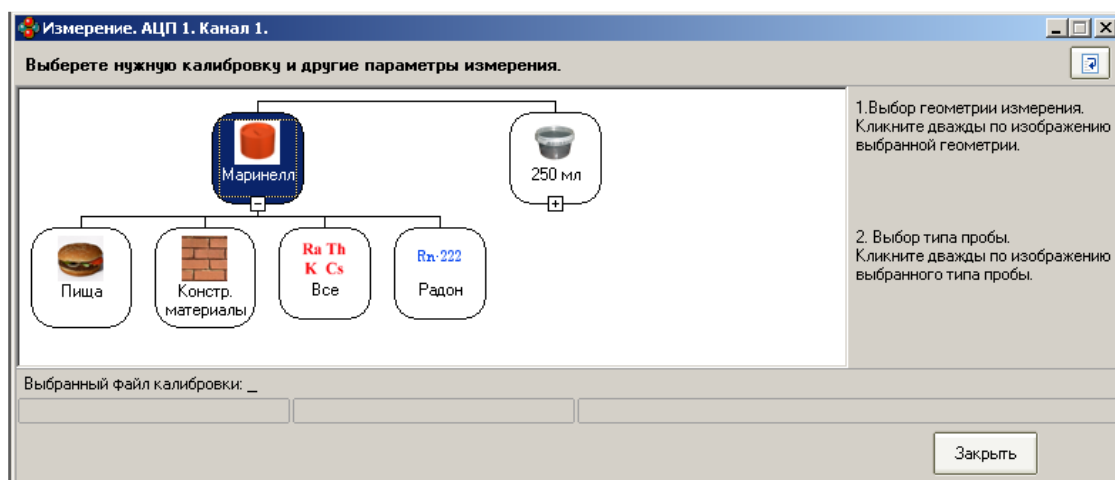 Измерение. АЦП 1. Канал 1.
Выберете нужную калибровку и другие параметры измерения.
Маринелл
250 мл
Пища
Констр.
материалы
Ra Th
K Cs
Все
Rn-222
Радон
1.Выбор геометрии измерения.
Кликните дважды по изображению
выбранной геометрии.
2. Выбор типа пробы.
Кликните дважды по изображению
выбранного типа пробы.
Выбранный файл калибровки: _
Закрыть